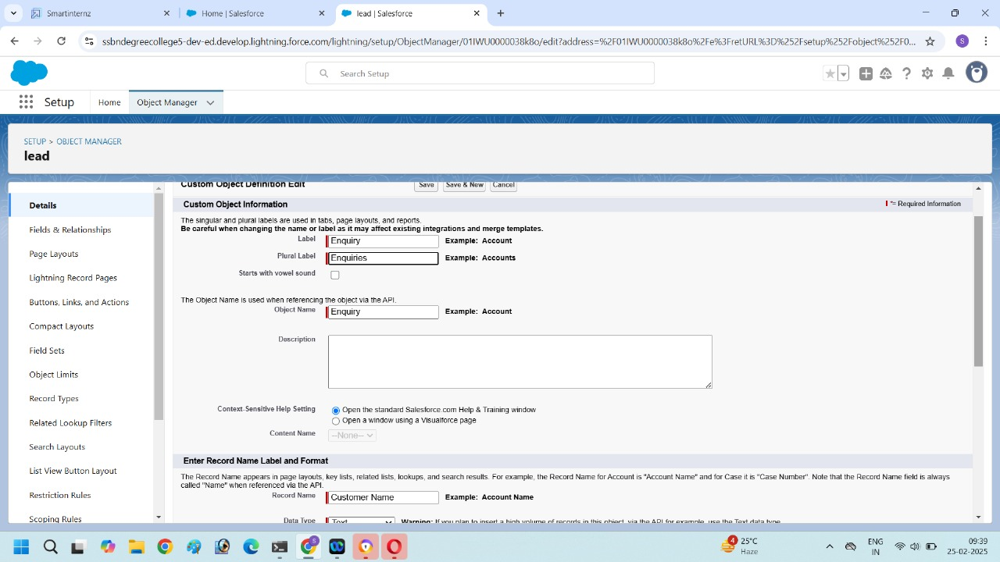 Smartinternz
Home | Salesforce
lead | Salesforce
ssbndegreecollege5-dev-ed.develop.lightning.force.com/lightning/setup/ObjectManager/01IWU0000038k8o/edit?address=%2F01IWU0000038k8o%2Fe%3FretURL%3D%252Fsetup%252Fobject%252F0...
S
Search Setup
Setup
Home
Object Manager
SETUP > OBJECT MANAGER
lead
Details
Fields & Relationships
Page Layouts
Lightning Record Pages
Buttons, Links, and Actions
Compact Layouts
Field Sets
Object Limits
Record Types
Related Lookup Filters
Search Layouts
List View Button Layout
Restriction Rules
Scoping Rules
Custom Object Definition Edit
Save
Save & New
Cancel
Custom Object Information
= Required Information
The singular and plural labels are used in tabs, page layouts, and reports.
Be careful when changing the name or label as it may affect existing integrations and merge templates.
Label
Enquiry
Example: Account
Plural Label
Enquiries
Example: Accounts
Starts with vowel sound
The Object Name is used when referencing the object via the API.
Object Name
Enquiry
Example: Account
Description
Context-Sensitive Help Setting
Open the standard Salesforce.com Help & Training window
Open a window using a Visualforce page
Content Name
--None--
Enter Record Name Label and Format
The Record Name appears in page layouts, key lists, related lists, lookups, and search results. For example, the Record Name for Account is "Account Name" and for Case it is "Case Number". Note that the Record Name field is always
called "Name" when referenced via the API.
Record Name
Customer Name
Example: Account Name
Data Type
Text
Warning: If you plan to insert a high volume of records in this object, via the API for example, use the Text data type.
4
25°C
Haze
S
ENG
IN
09:39
25-02-2025